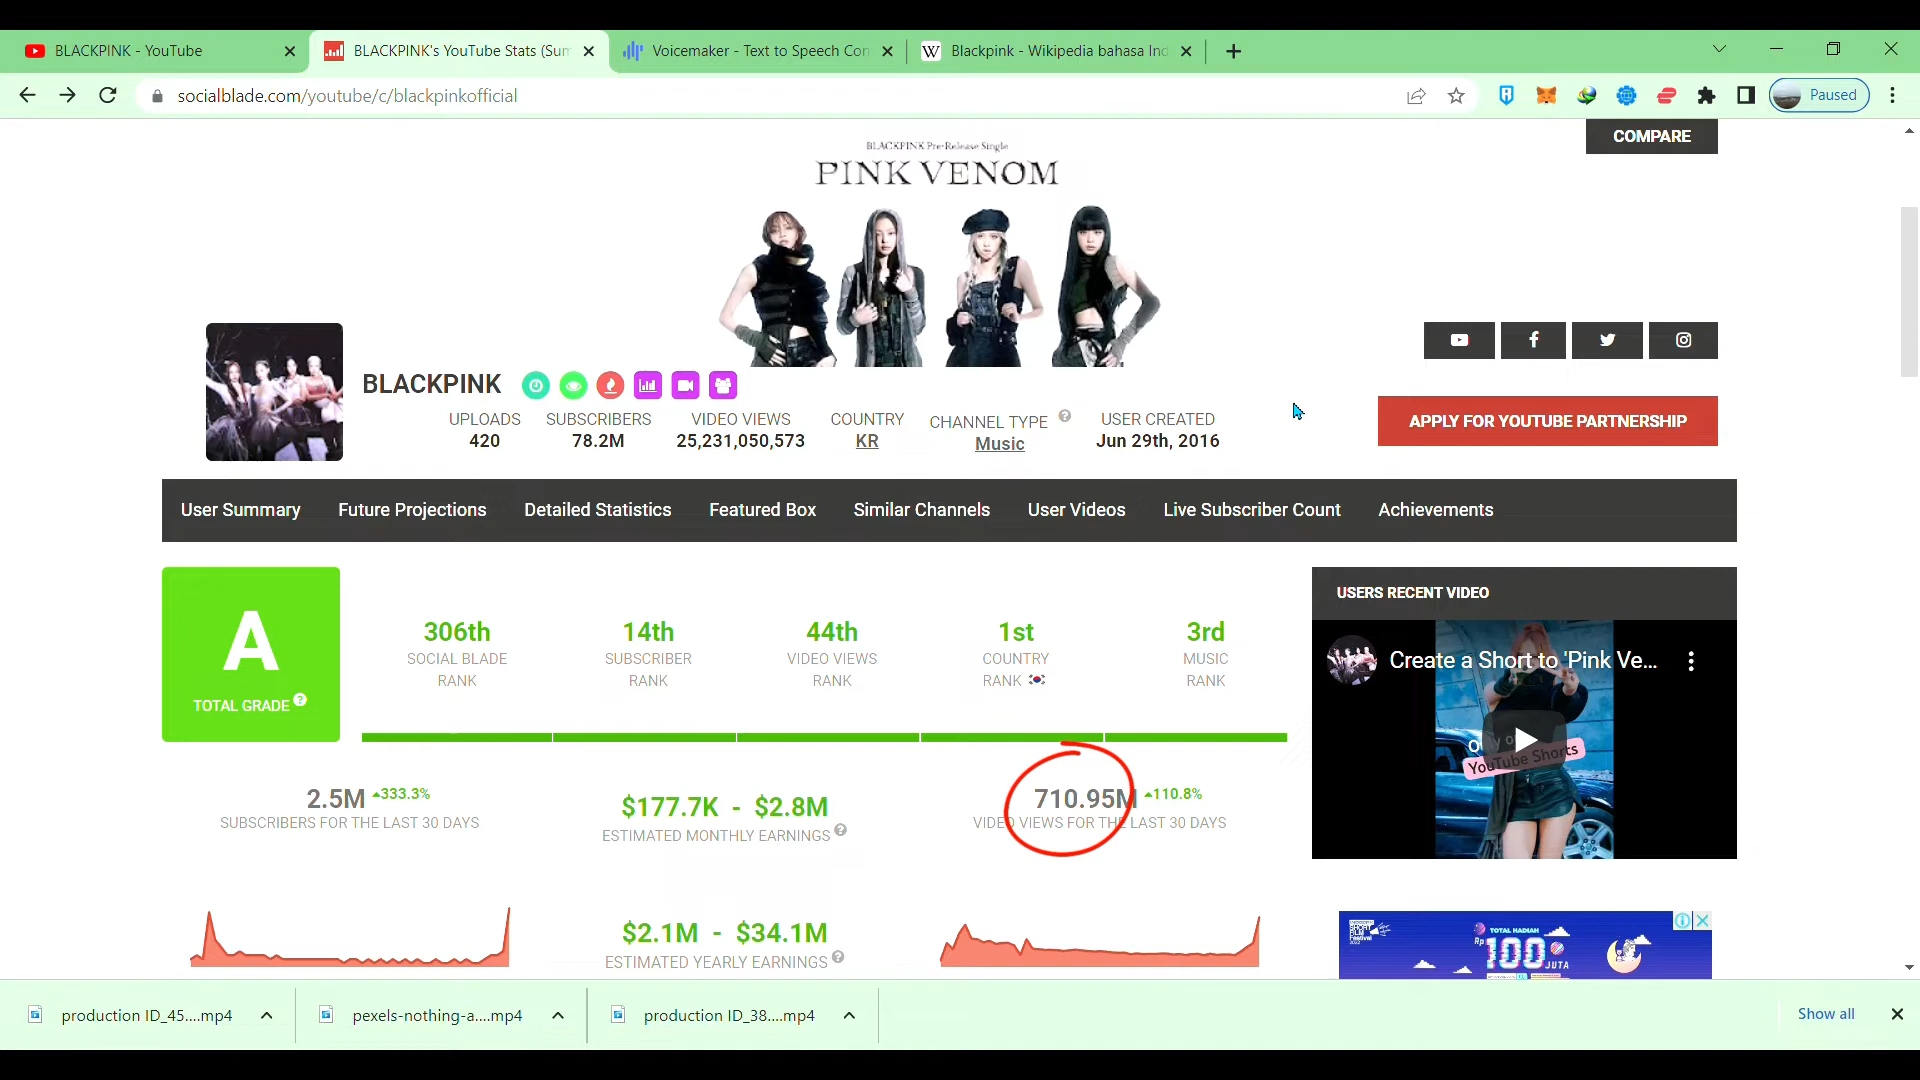 BLACKPINK - YouTube
BLACKPINK's YouTube Stats (Sum
Voicemaker - Text to Speech Con
W
Blackpink - Wikipedia bahasa Ind
socialblade.com/youtube/c/blackpinkofficial
Paused
COMPARE
BLACKPINK Pre-Release Single
PINK VENOM
BLACKPINK
UPLOADS
420
SUBSCRIBERS
78.2M
VIDEO VIEWS
25,231,050,573
COUNTRY
KR
CHANNEL TYPE
Music
USER CREATED
Jun 29th, 2016
APPLY FOR YOUTUBE PARTNERSHIP
User Summary
Future Projections
Detailed Statistics
Featured Box
Similar Channels
User Videos
Live Subscriber Count
Achievements
A
TOTAL GRADE
306th
SOCIAL BLADE
RANK
14th
SUBSCRIBER
RANK
44th
VIDEO VIEWS
RANK
1st
COUNTRY
RANK
3rd
MUSIC
RANK
USERS RECENT VIDEO
Create a Short to 'Pink Ve...
YouTube Shorts
2.5M 333.3%
SUBSCRIBERS FOR THE LAST 30 DAYS
$177.7K - $2.8M
ESTIMATED MONTHLY EARNINGS
710.95M 110.8%
VIDEO VIEWS FOR THE LAST 30 DAYS
$2.1M - $34.1M
ESTIMATED YEARLY EARNINGS
TOTAL HADIAH
Rp 100 JUTA
production ID_45....mp4
pexels-nothing-a....mp4
production ID_38....mp4
Show all